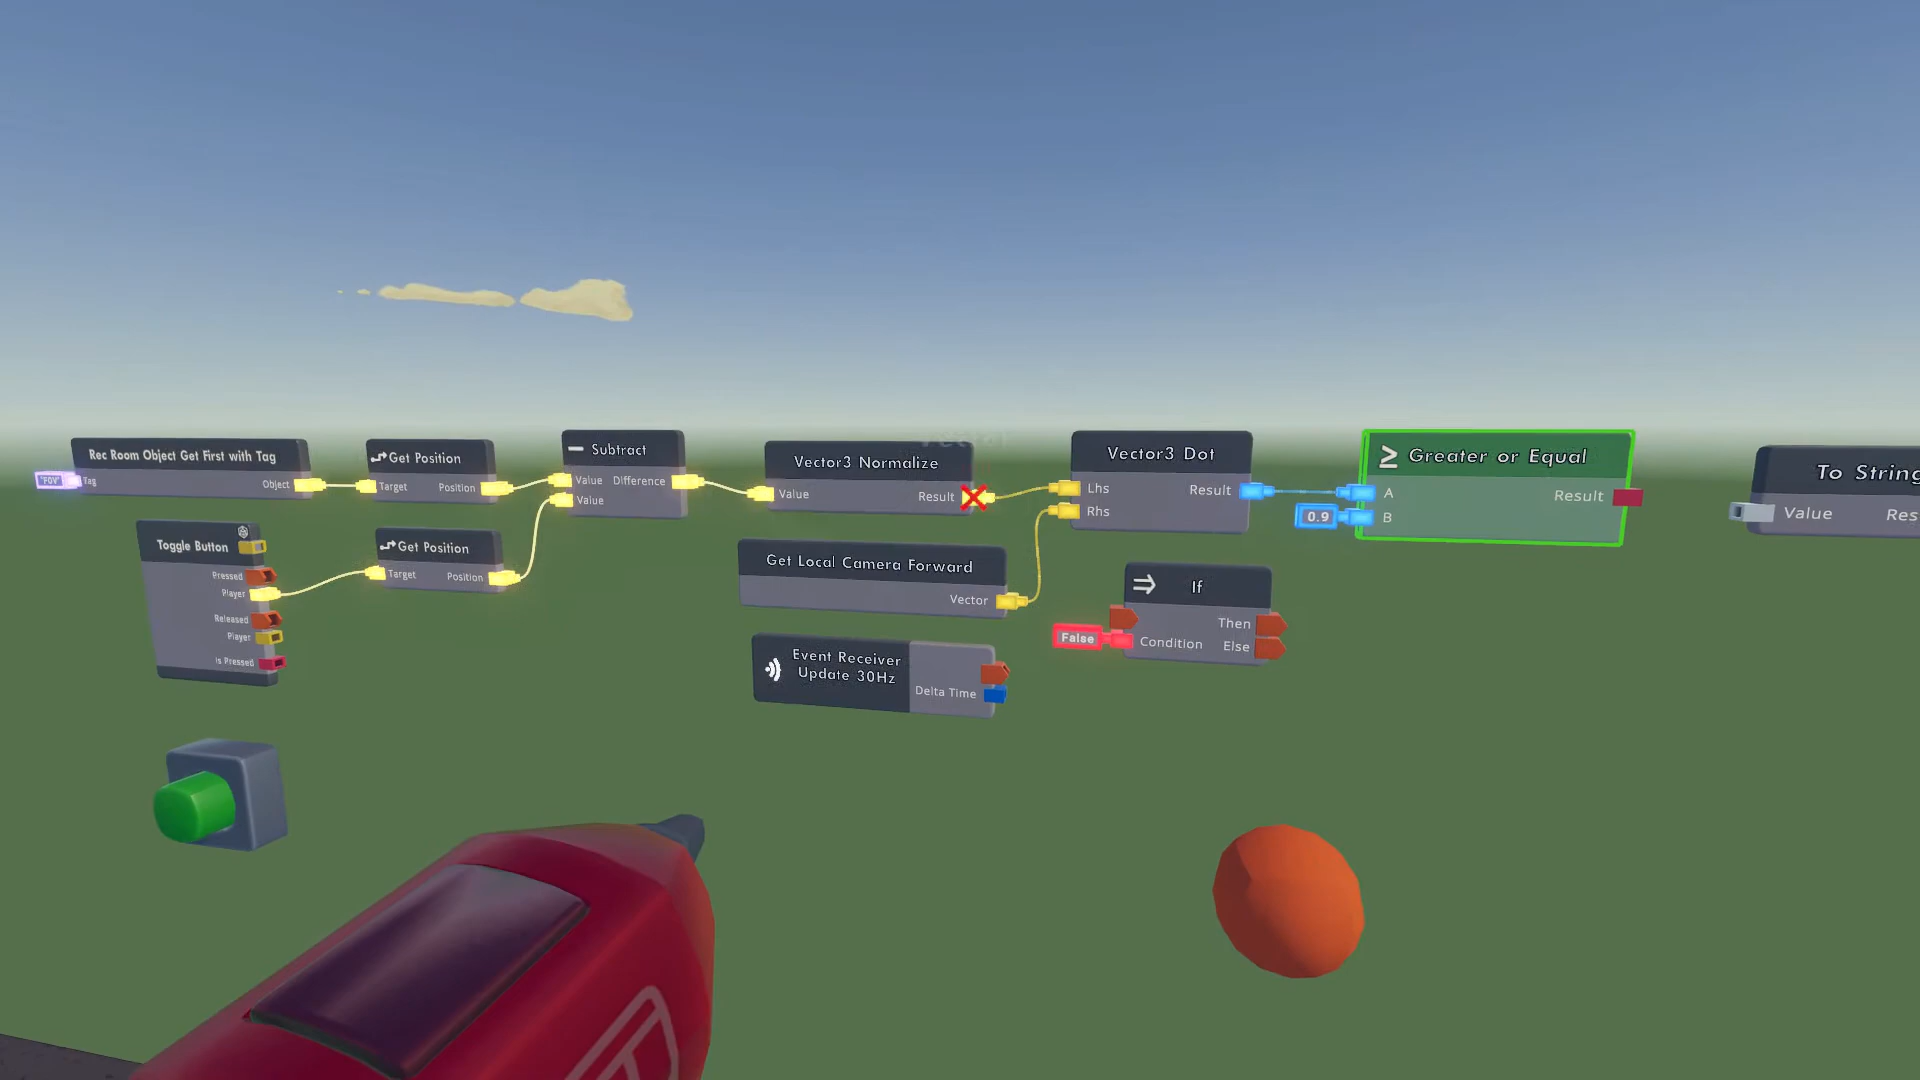 "FOV"
Rec Room Object Get First with Tag
Tag
Object
Get Position
Target
Position
Subtract
Value
Difference
Value
Vector3 Normalize
Value
Result
Vector3 Dot
Lhs
Result
Rhs
Greater or Equal
A
Result
0.9
B
To String
Value
Res
Toggle Button
Pressed
Player
Released
Player
Is Pressed
Get Position
Target
Position
Get Local Camera Forward
Vector
Event Receiver
Update 30Hz
Delta Time
If
Then
False
Condition
Else